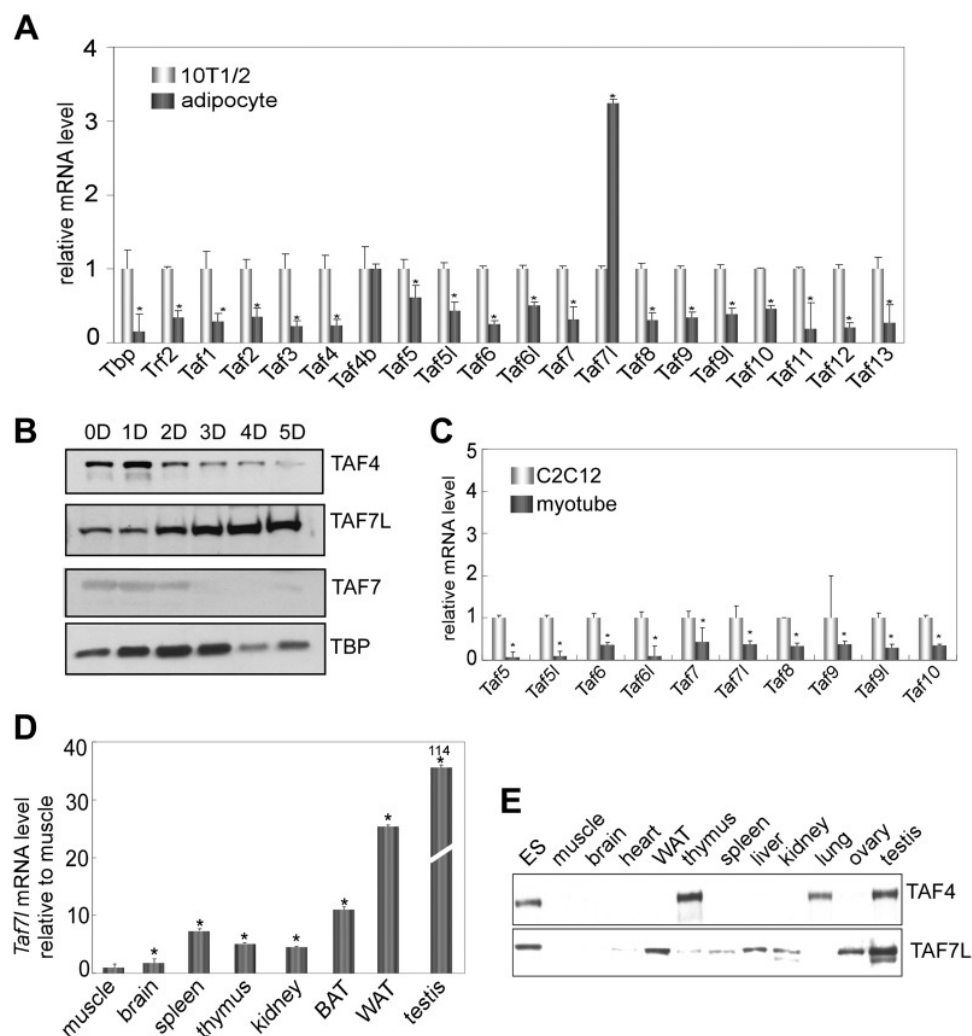 A
4
3
2
1
0
relative mRNA level
10T1/2
adipocyte
* * * * * * * * * * * * * * * * * * *
Tbp Trf2 Taf1 Taf2 Taf3 Taf4 Taf4b Taf5 Taf5l Taf6 Taf6l Taf7 Taf7l Taf8 Taf9 Taf9l Taf10 Taf11 Taf12 Taf13
B
0D 1D 2D 3D 4D 5D
TAF4
TAF7L
TAF7
TBP
C
5
4
3
2
1
0
relative mRNA level
C2C12
myotube
* * * * * * * * * *
Taf5 Taf5l Taf6 Taf6l Taf7 Taf7l Taf8 Taf9 Taf9l Taf10
D
40
30
20
10
0
Taf7l mRNA level
relative to muscle
114
* * * * * * *
muscle brain spleen thymus kidney BAT WAT testis
E
ES muscle brain heart WAT thymus spleen liver kidney lung ovary testis
TAF4
TAF7L